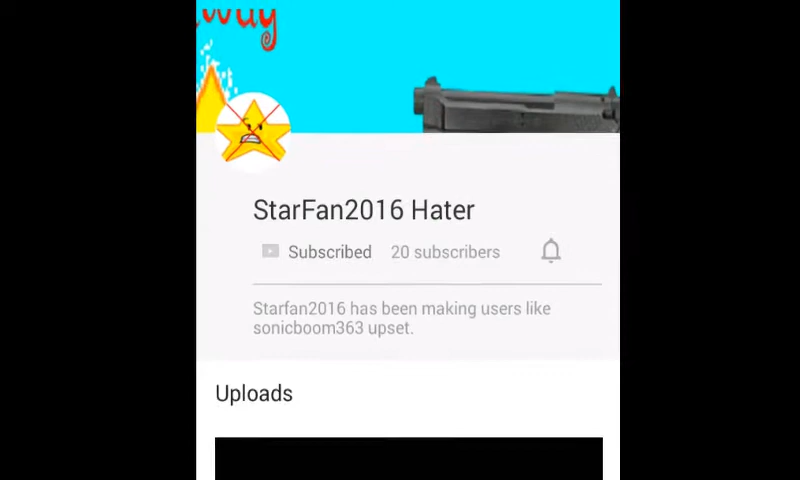 StarFan2016 Hater
Subscribed 20 subscribers
Starfan2016 has been making users like
sonicboom363 upset.
Uploads